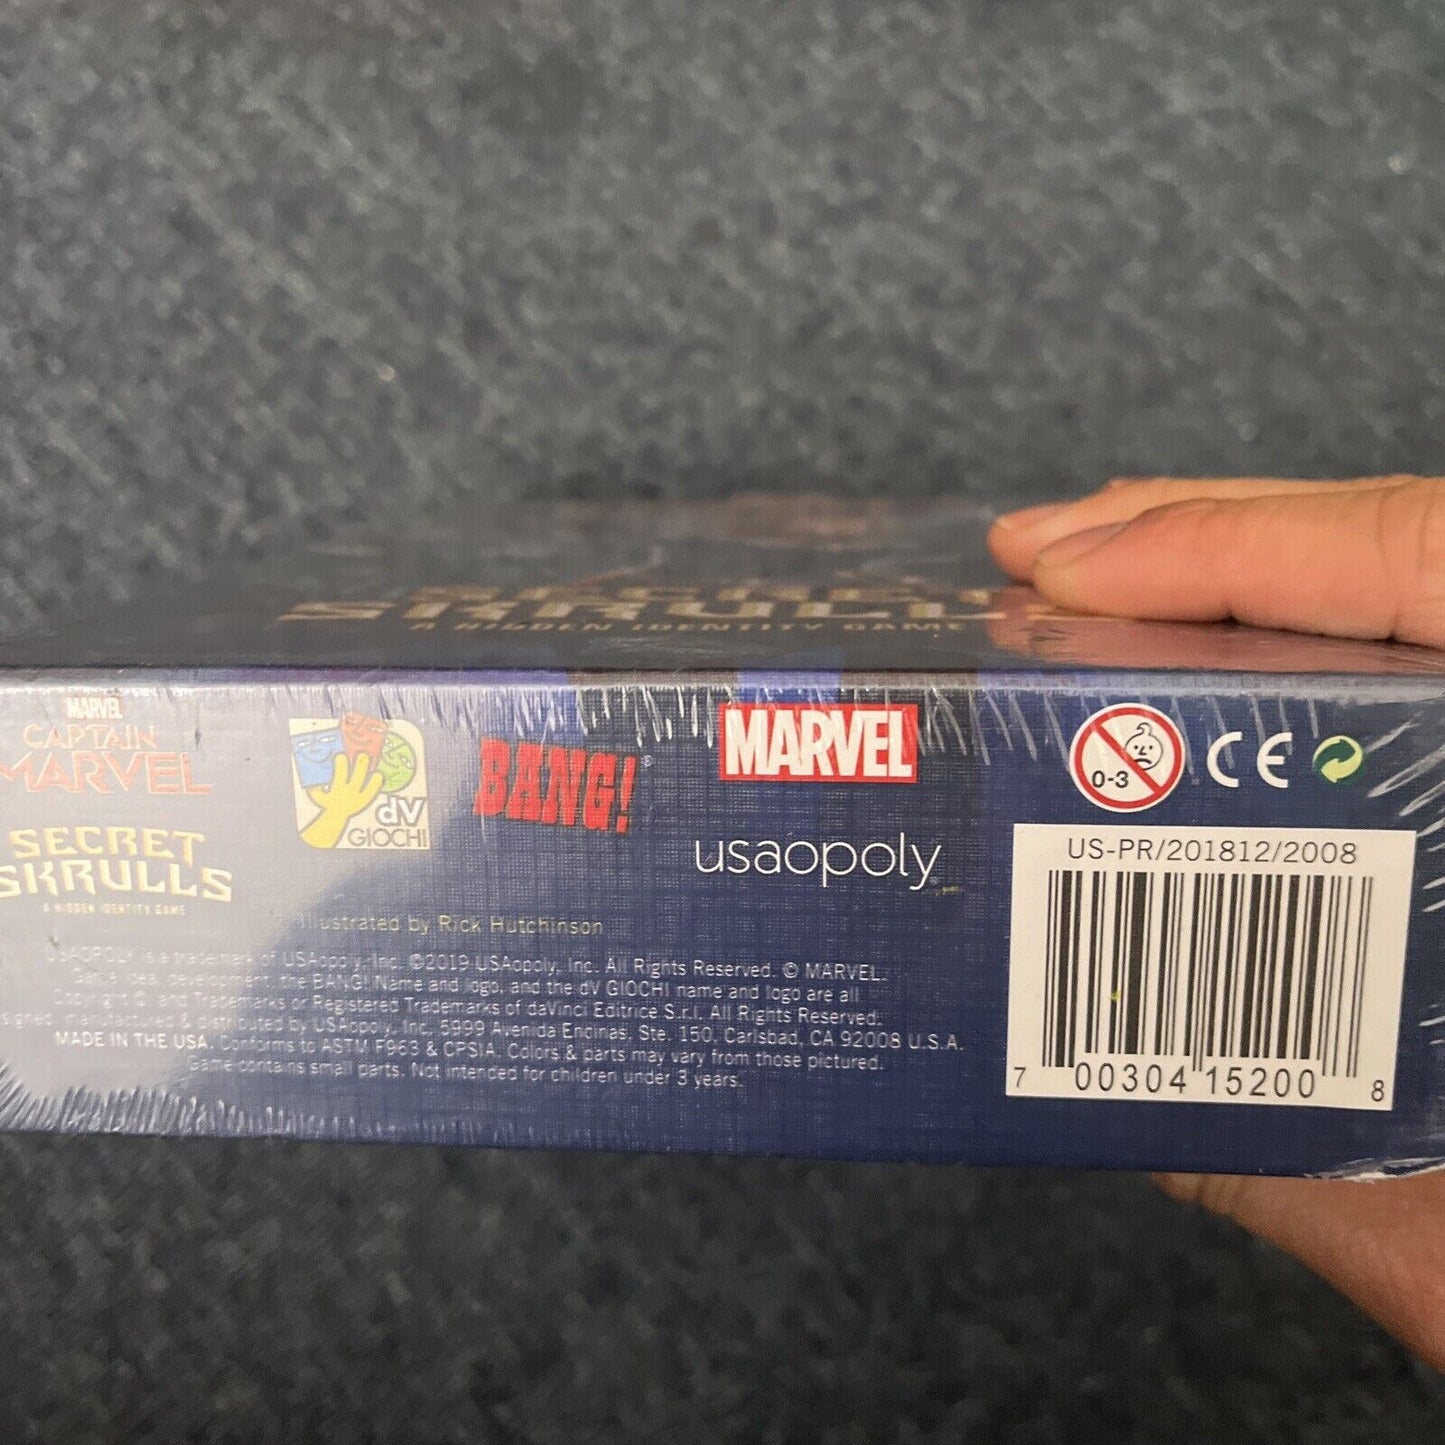 SECRET
SKRULLS
A HIDDEN IDENTITY GAME
MARVEL
CAPTAIN
MARVEL
SECRET
SKRULLS
A HIDDEN IDENTITY GAME
dV
GIOCHI
BANG!®
MARVEL
usaopoly
0-3
CE
US-PR/201812/2008
7 00304 15200 8
Illustrated by Rick Hutchinson
USAOPOLY is a trademark of USAopoly, Inc. ©2019 USAopoly, Inc. All Rights Reserved. © MARVEL.
Game idea, development, the BANG! Name and logo, and the dV GIOCHI name and logo are all
Copyright © and Trademarks or Registered Trademarks of daVinci Editrice S.r.l. All Rights Reserved.
manufactured & distributed by USAopoly, Inc. 5999 Avenida Encinas, Ste. 150, Carlsbad, CA 92008 U.S.A.
MADE IN THE USA. Conforms to ASTM F963 & CPSIA. Colors & parts may vary from those pictured.
Game contains small parts. Not intended for children under 3 years.